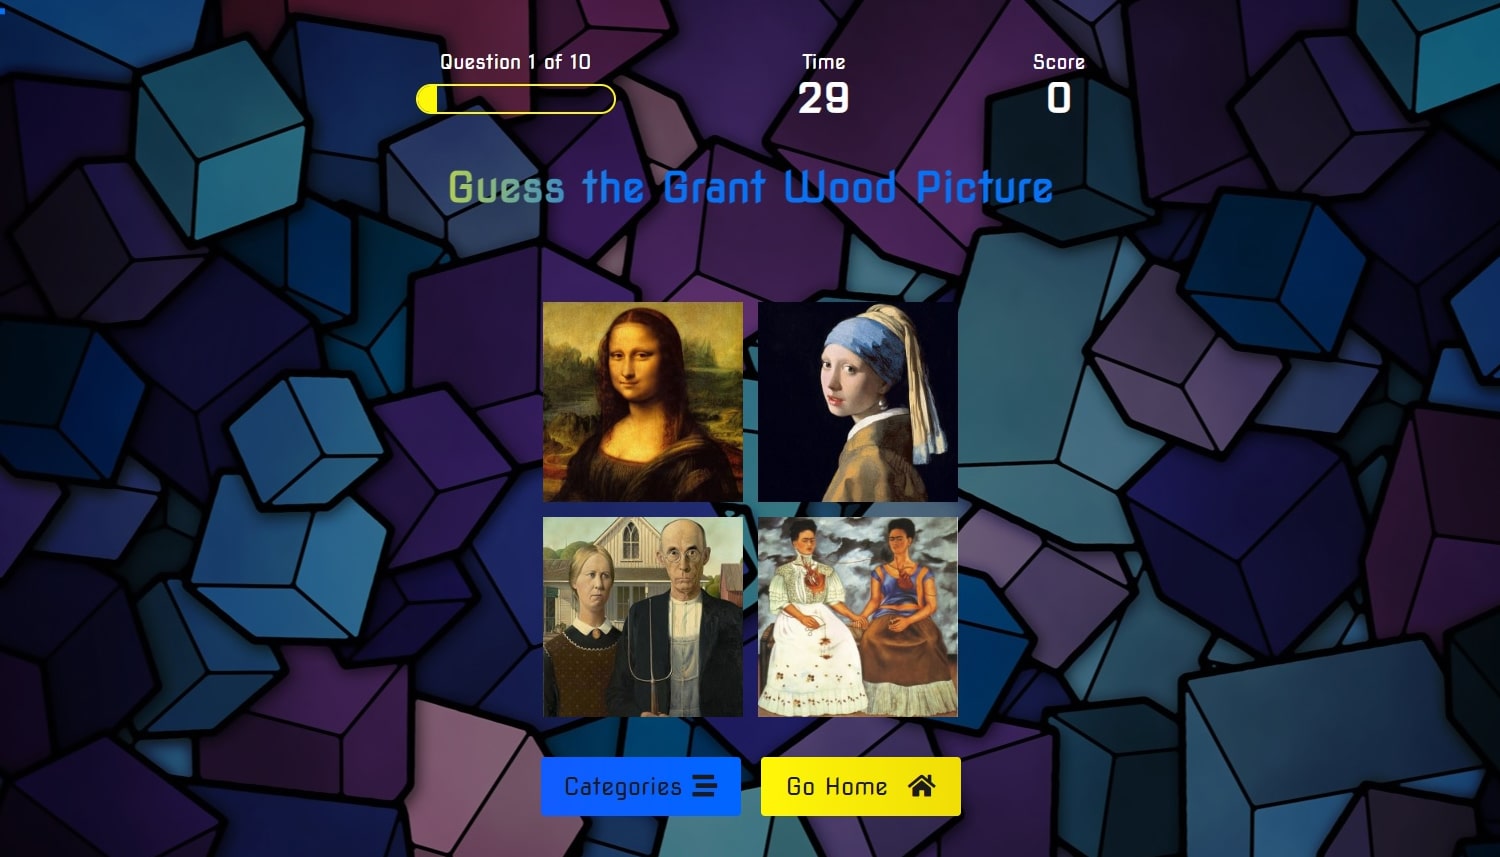 Question 1 of 10
Time
29
Score
0
Guess the Grant Wood Picture
Categories
Go Home